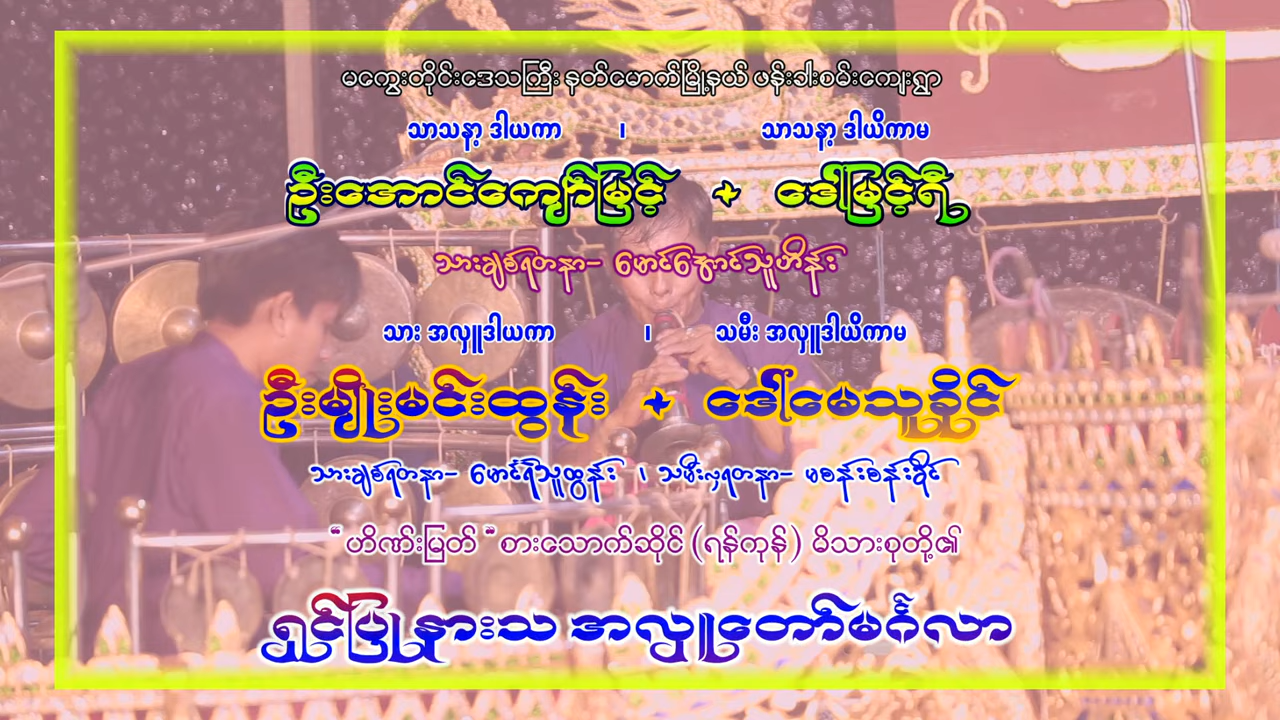 မကွေးတိုင်းဒေသကြီး နတ်မောက်မြို့နယ် ဖန်းခါးစမ်းကျေးရွာ
သာသနာ့ ဒါယကာ ၊ သာသနာ့ ဒါယိကာမ
ဦးအောင်ကျော်မြင့် + ဒေါ်မြင့်ရီ
သားချစ်ရတနာ- မောင်အောင်သူဟိန်း
သား အလှူဒါယကာ ၊ သမီး အလှူဒါယိကာမ
ဦးမျိုးမင်းထွန်း + ဒေါ်မေသူခိုင်
သားချစ်ရတနာ- မောင်ရဲသူထွန်း ၊ သမီးလှရတနာ- မစန်းစန်းခိုင်
“ဟိဏ်းမြတ်” စားသောက်ဆိုင် (ရန်ကုန်) မိသားစုတို့၏
ရှင်ပြုနားသ အလှူတော်မင်္ဂလာ